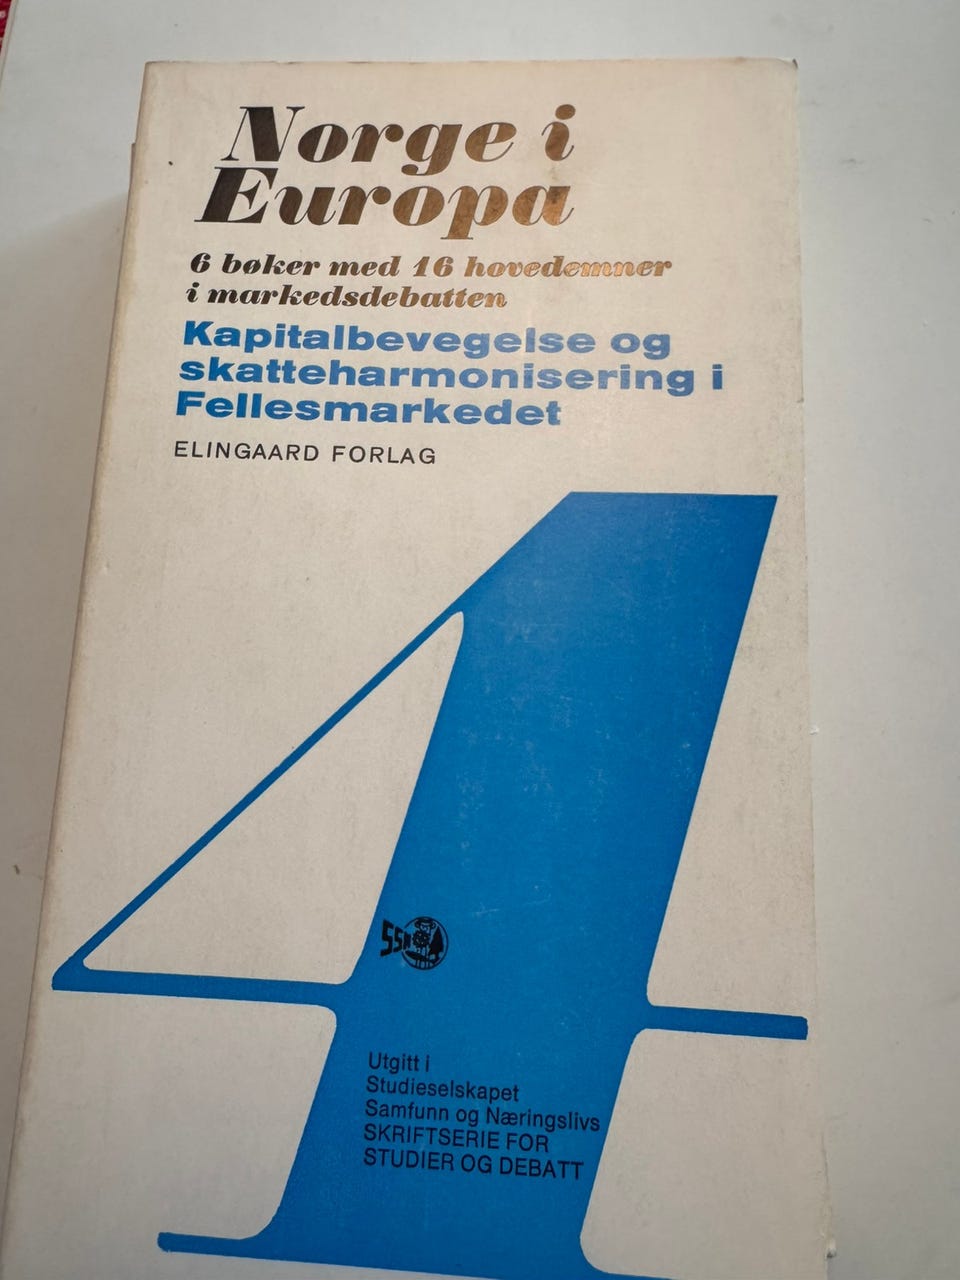 Norge i
Europa
6 bøker med 16 hovedemner
i markedsdebatten
Kapitalbevegelse og
skatteharmonisering i
Fellesmarkedet
ELINGAARD FORLAG
4
SSN
Utgitt i
Studieselskapet
Samfunn og Næringslivs
SKRIFTSERIE FOR
STUDIER OG DEBATT